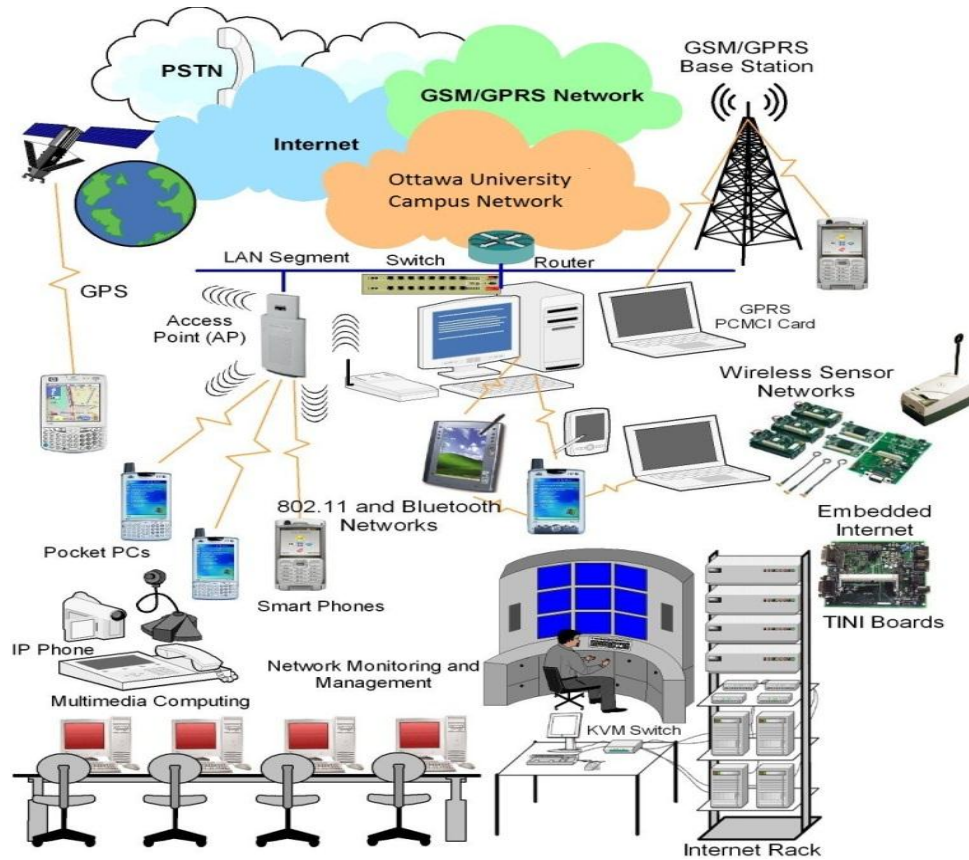 PSTN
GSM/GPRS
Base Station
GSM/GPRS Network
Internet
Ottawa University
Campus Network
LAN Segment
Switch
Router
GPS
Access
Point (AP)
GPRS
PCMCI Card
Wireless Sensor
Networks
802.11 and Bluetooth
Networks
Embedded
Internet
Pocket PCs
Smart Phones
TINI Boards
IP Phone
Network Monitoring and
Management
Multimedia Computing
KVM Switch
Internet Rack